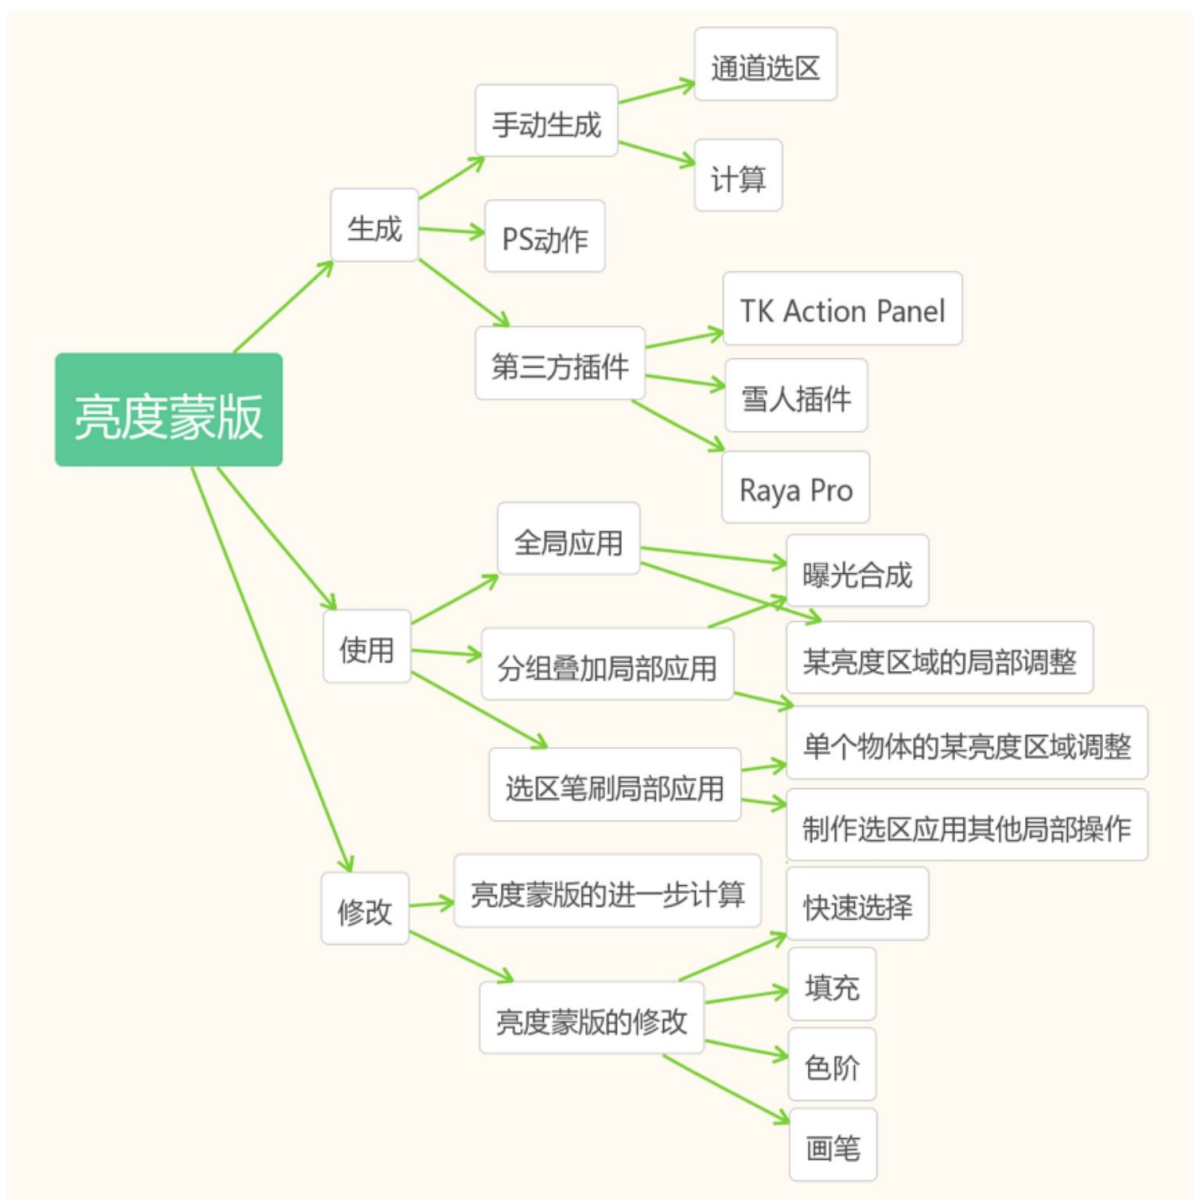 通道选区
手动生成
计算
生成
PS动作
TK Action Panel
第三方插件
雪人插件
亮度蒙版
Raya Pro
全局应用
曝光合成
使用
某亮度区域的局部调整
分组叠加局部应用
单个物体的某亮度区域调整
选区笔刷局部应用
制作选区应用其他局部操作
亮度蒙版的进一步计算
快速选择
修改
填充
亮度蒙版的修改
色阶
画笔